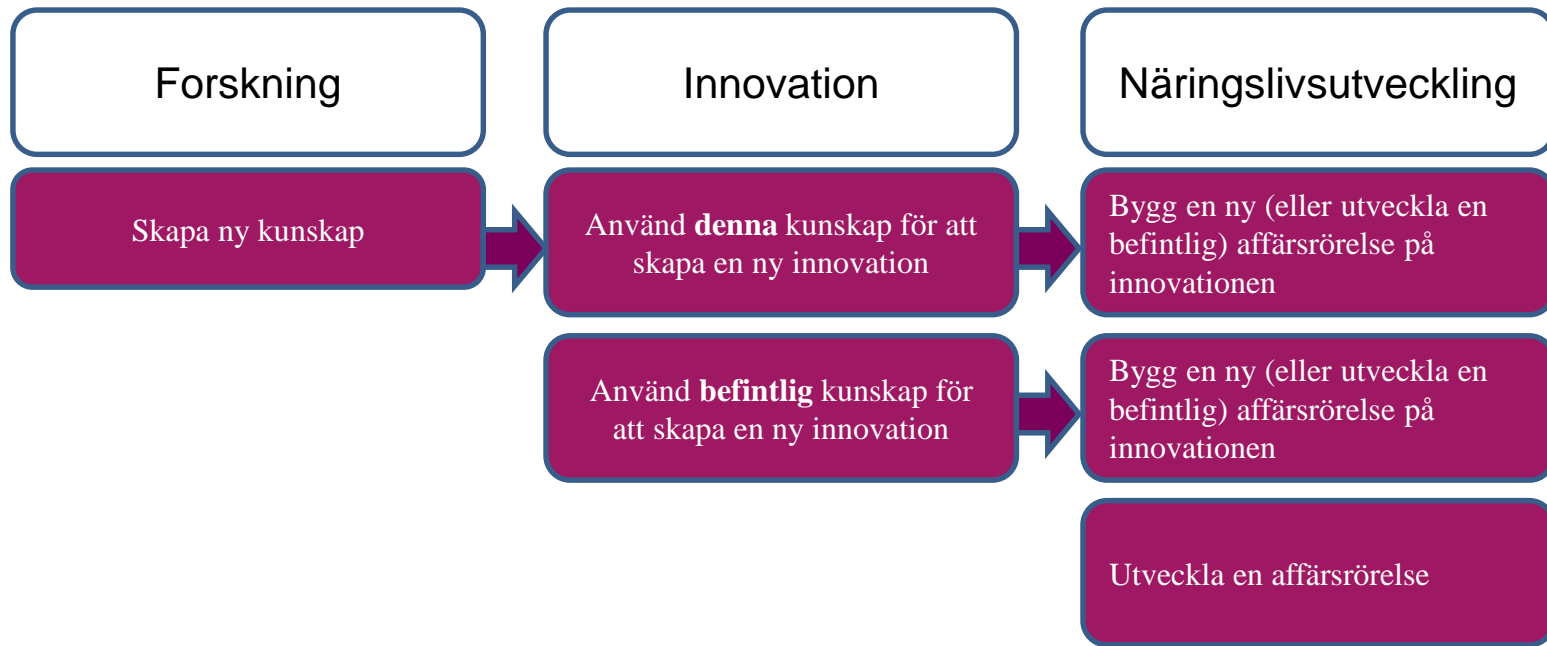 Forskning
Innovation
Näringslivsutveckling
Skapa ny kunskap
Använd denna kunskap för att
skapa en ny innovation
Bygg en ny (eller utveckla en
befintlig) affärsrörelse på
innovationen
Använd befintlig kunskap för
att skapa en ny innovation
Bygg en ny (eller utveckla en
befintlig) affärsrörelse på
innovationen
Utveckla en affärsrörelse